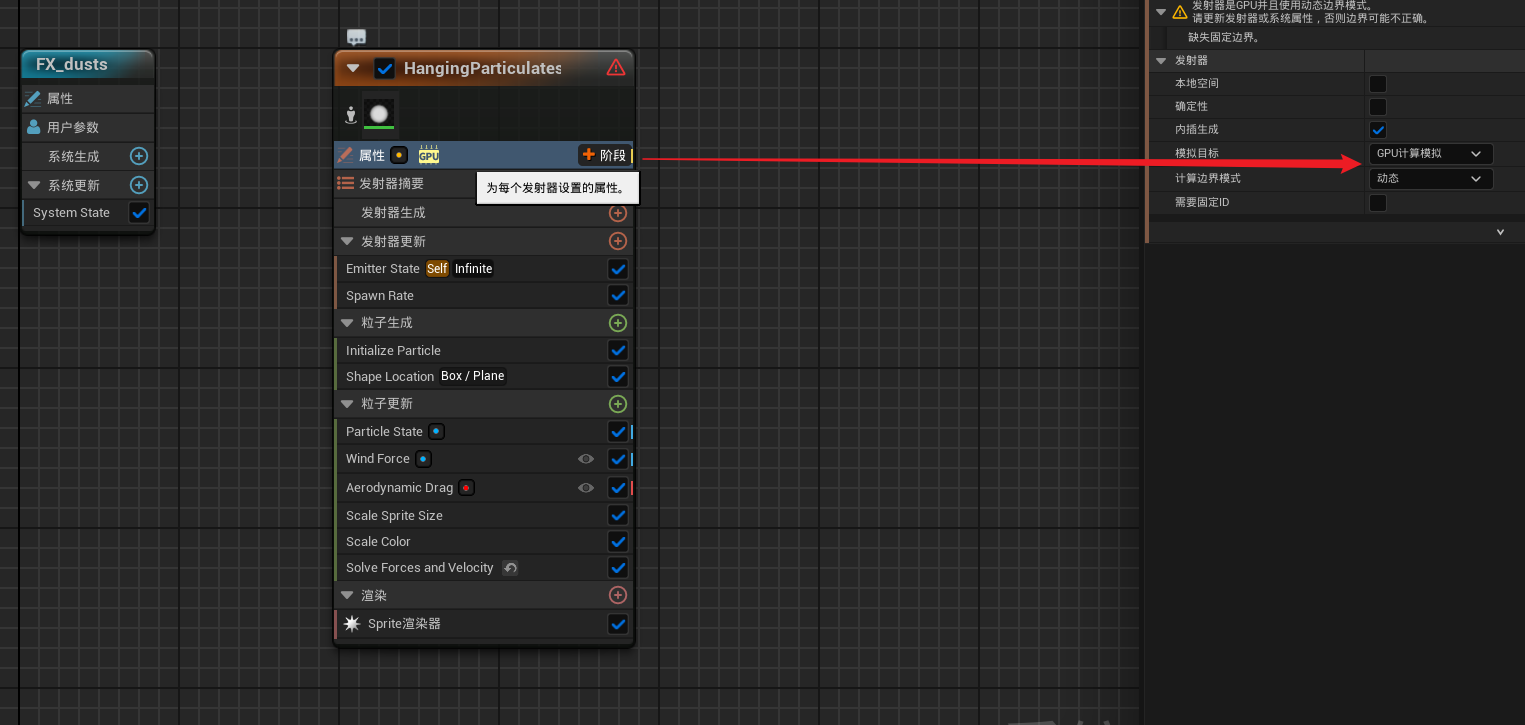 FX_dusts
属性
用户参数
系统生成
系统更新
System State
HangingParticulates
属性 GPU 阶段
为每个发射器设置的属性。
发射器摘要
发射器生成
发射器更新
Emitter State Self Infinite
Spawn Rate
粒子生成
Initialize Particle
Shape Location Box / Plane
粒子更新
Particle State
Wind Force
Aerodynamic Drag
Scale Sprite Size
Scale Color
Solve Forces and Velocity
渲染
Sprite渲染器
发射器是GPU并且使用动态边界模式。
请更新发射器或系统属性，否则边界可能不正确。
缺失固定边界。
发射器
本地空间
确定性
内插生成
模拟目标 GPU计算模拟
计算边界模式 动态
需要固定ID